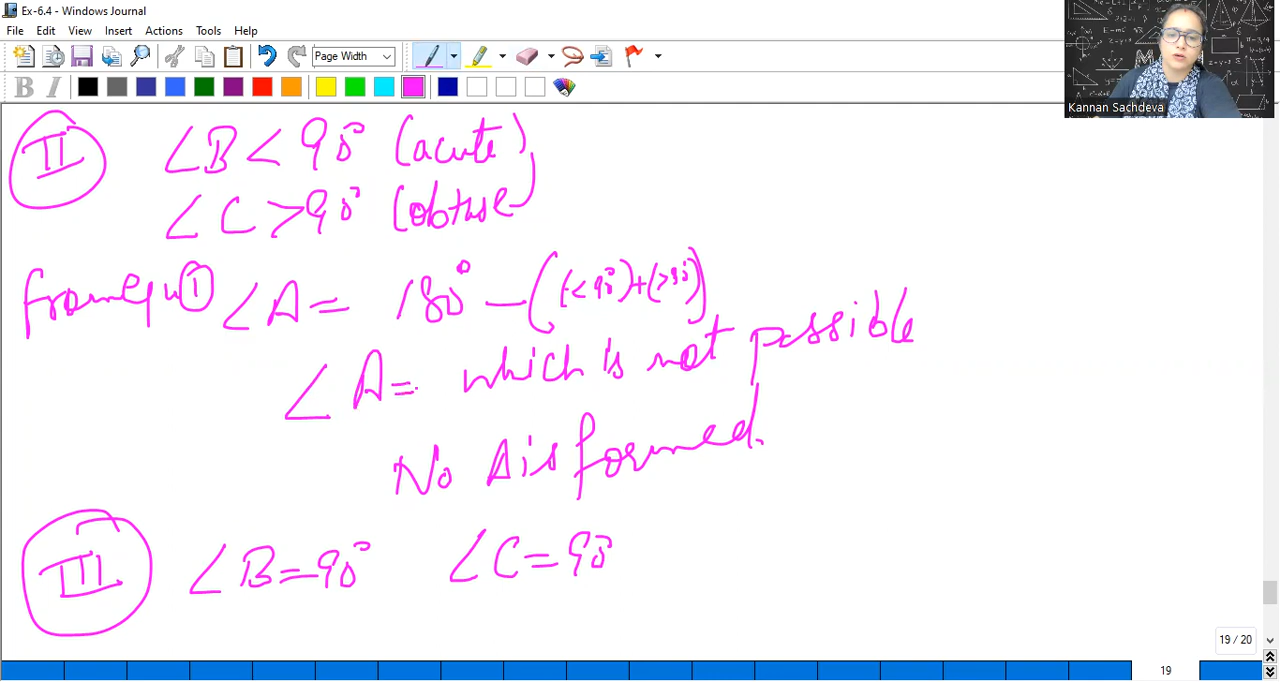 Ex-6.4 - Windows Journal
File Edit View Insert Actions Tools Help
Page Width
B I
Kannan Sachdeva
II ∠B < 90° (acute)
∠C > 90° (obtuse
from equ I ∠A = 180° - ((< 90°) + (> 90°))
∠A = which is not possible
No Δ is formed.
III ∠B = 90° ∠C = 90°
19 / 20
19